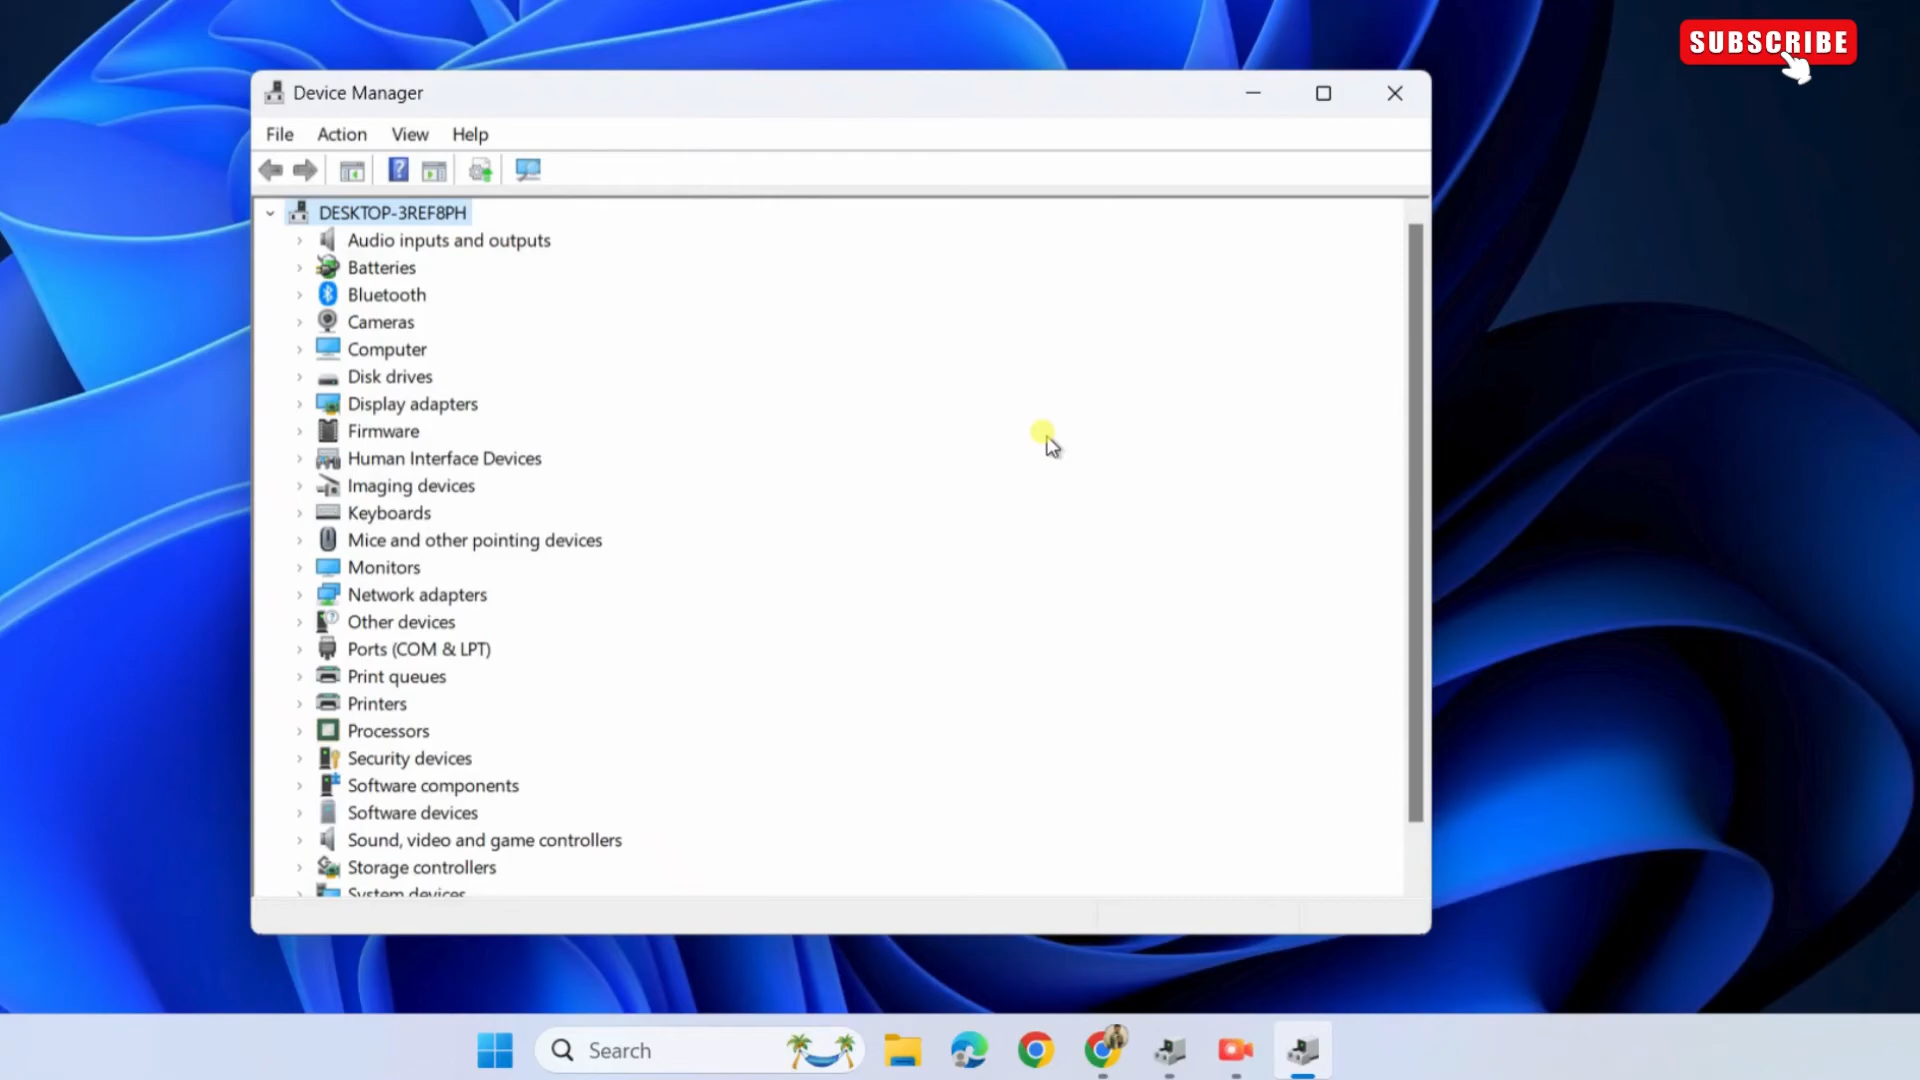 SUBSCRIBE
Device Manager
File Action View Help
DESKTOP-3REF8PH
Audio inputs and outputs
Batteries
Bluetooth
Cameras
Computer
Disk drives
Display adapters
Firmware
Human Interface Devices
Imaging devices
Keyboards
Mice and other pointing devices
Monitors
Network adapters
Other devices
Ports (COM & LPT)
Print queues
Printers
Processors
Security devices
Software components
Software devices
Sound, video and game controllers
Storage controllers
System devices
Search